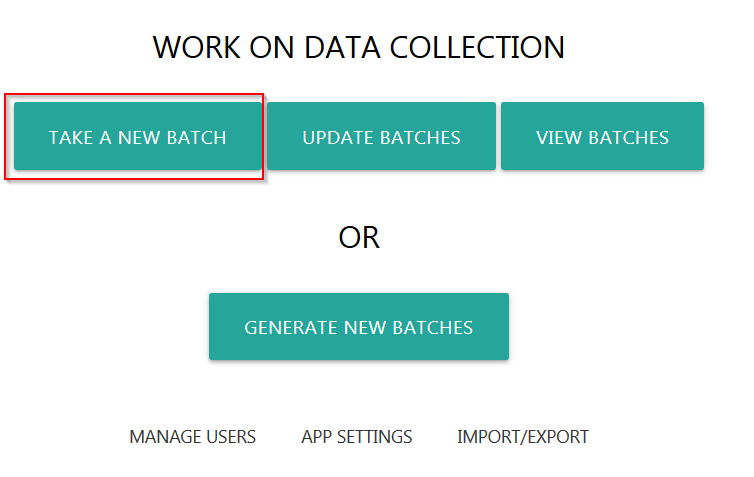 WORK ON DATA COLLECTION
TAKE A NEW BATCH UPDATE BATCHES VIEW BATCHES
OR
GENERATE NEW BATCHES
MANAGE USERS APP SETTINGS IMPORT/EXPORT